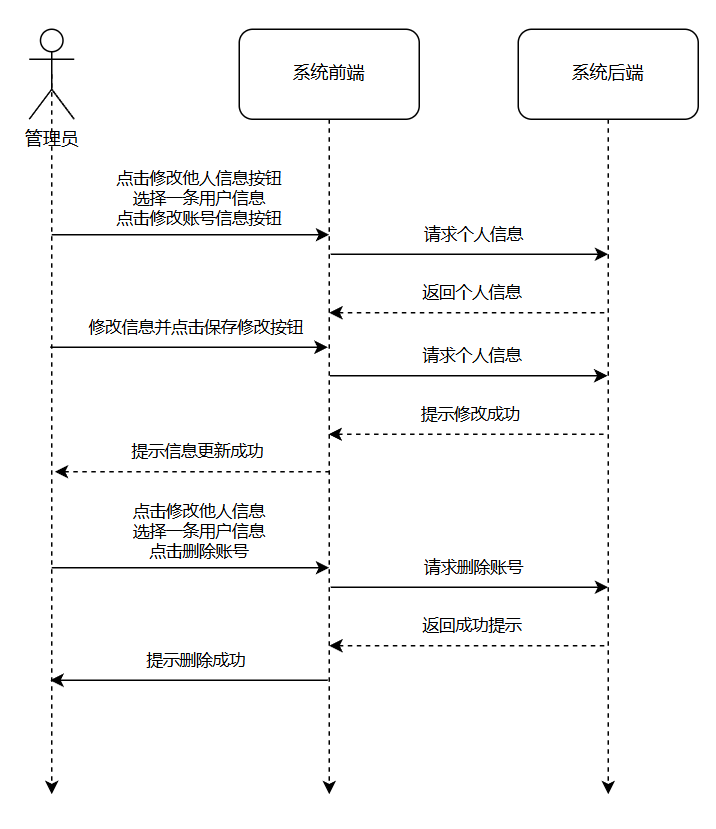 系统前端
系统后端
管理员
点击修改他人信息按钮
选择一条用户信息
点击修改账号信息按钮
请求个人信息
返回个人信息
修改信息并点击保存修改按钮
请求个人信息
提示修改成功
提示信息更新成功
点击修改他人信息
选择一条用户信息
点击删除账号
请求删除账号
返回成功提示
提示删除成功